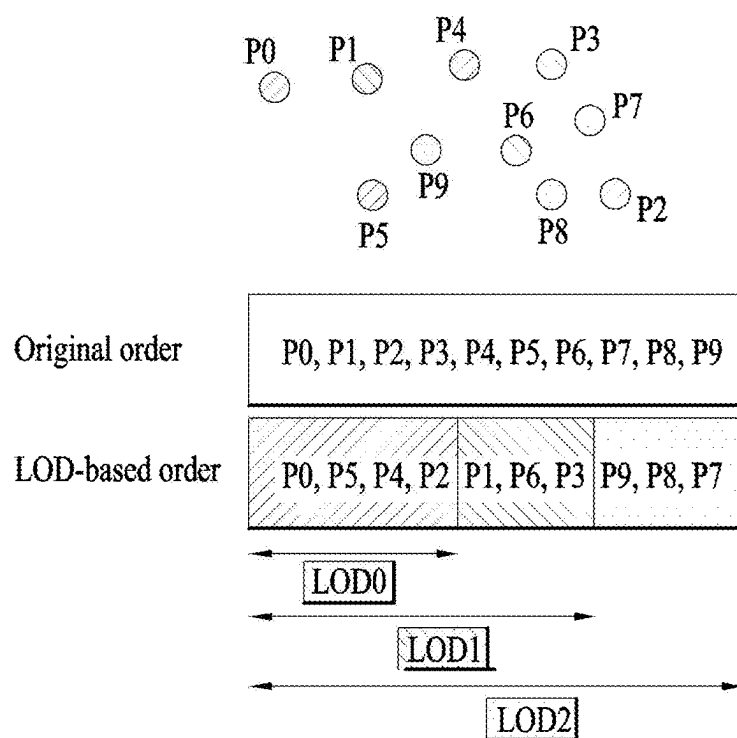 P4
P3
P0
P1
P6
P7
P9
P5
P8
P2
Original order
P0, P1, P2, P3, P4, P5, P6, P7, P8, P9
LOD-based order
P0, P5, P4, P2, P1, P6, P3, P9, P8, P7
LOD0
LOD1
LOD2